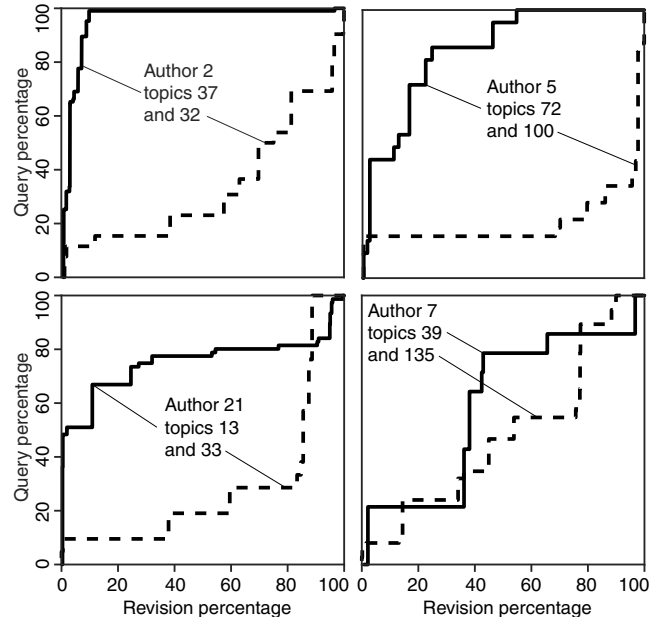 100
80
60
40
20
0
Query percentage
Author 2
topics 37
and 32
Author 5
topics 72
and 100
100
80
60
40
20
0
Query percentage
Author 21
topics 13
and 33
Author 7
topics 39
and 135
0 20 40 60 80 100
0 20 40 60 80 100
Revision percentage
Revision percentage